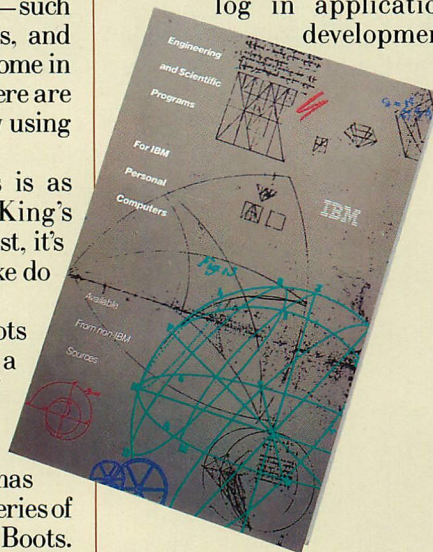 —such
s, and
ome in
ere are
y using
s is as
King's
st, it's
ke do
ots
a
nas
eries of
Boots.
log in applicatio
developmen
Engineering
and Scientific
Programs
For IBM
Personal
Computers
IBM
Available
From non-IBM
Sources